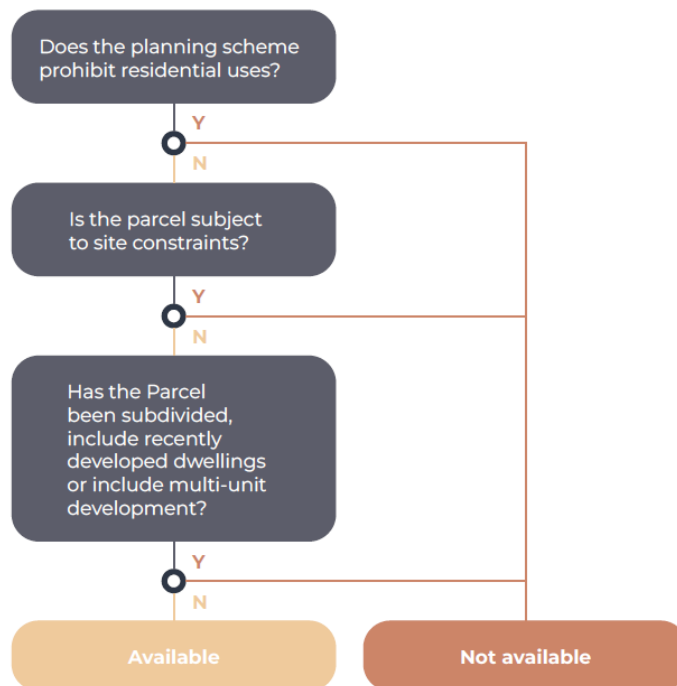 Does the planning scheme
prohibit residential uses?
Y
N
Is the parcel subject
to site constraints?
Y
N
Has the Parcel
been subdivided,
include recently
developed dwellings
or include multi-unit
development?
Y
N
Available
Not available